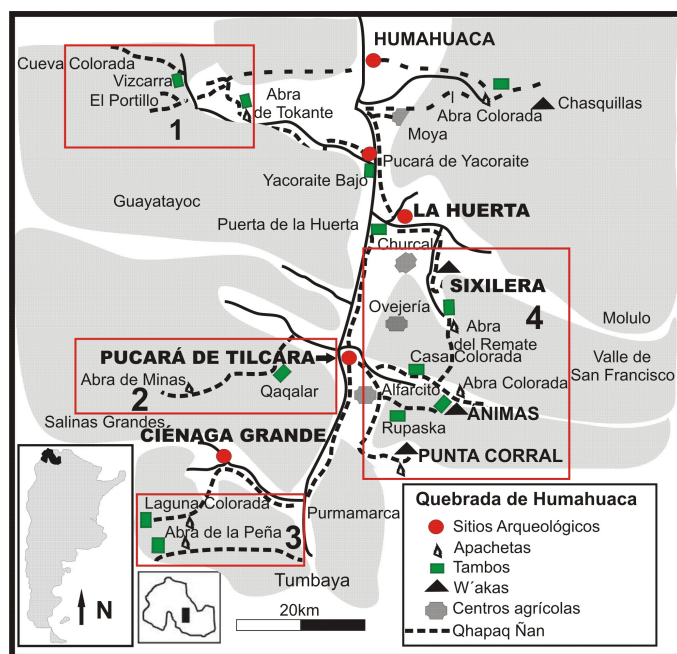 HUMAHUACA
Cueva Colorada
Vizcarra
El Portillo
Abra
de Tokante
1
Abra Colorada
Chasquillas
Moya
Pucará de Yacoraite
Yacoraite Bajo
Guayatayoc
LA HUERTA
Puerta de la Huerta
Churcal
SIXILERA
Ovejería
4
Abra
del Remate
Molulo
Valle de
San Francisco
PUCARÁ DE TILCARA
Casa Colorada
Abra de Minas
2
Qaqalar
Alfarcito
Abra Colorada
ANIMAS
Rupaska
Salinas Grandes
CIÉNAGA GRANDE
PUNTA CORRAL
Laguna Colorada
Abra de la Peña
3
Purmamarca
Tumbaya
N
20km
Quebrada de Humahuaca
Sitios Arqueológicos
Apachetas
Tambos
W´akas
Centros agrícolas
Qhapaq Ñan